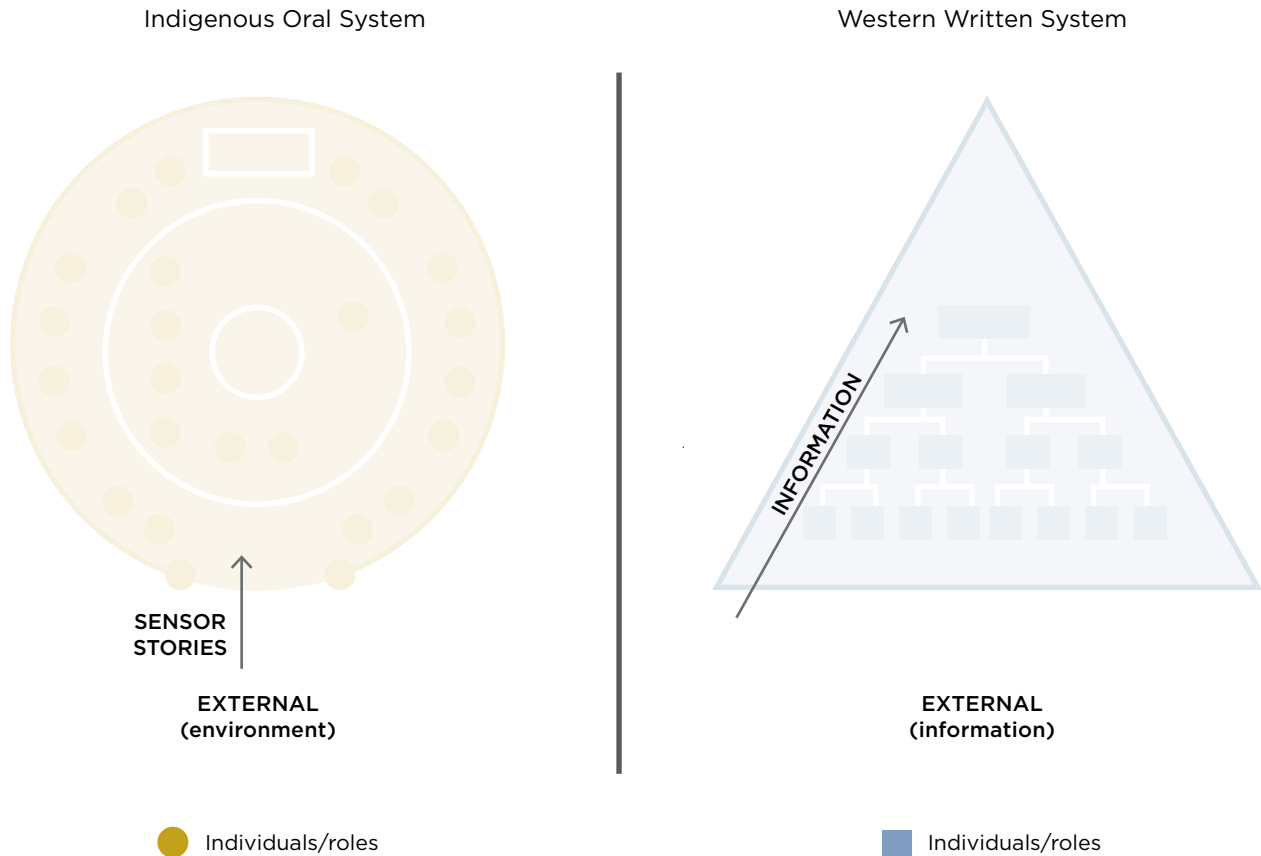 Indigenous Oral System
Western Written System
SENSOR
STORIES
EXTERNAL
(environment)
INFORMATION
EXTERNAL
(information)
Individuals/roles
Individuals/roles